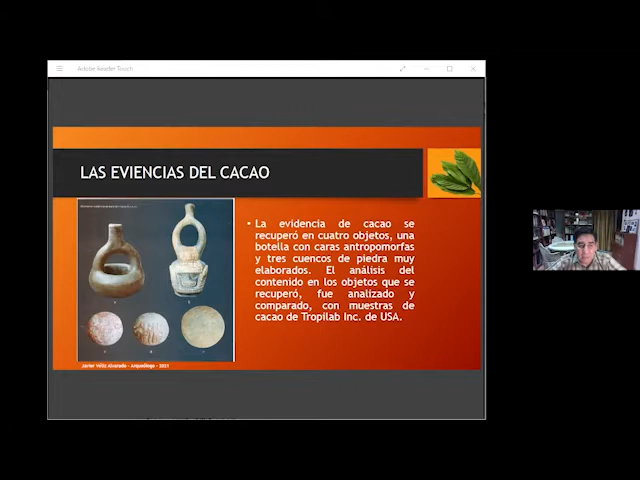 Adobe Reader Touch
LAS EVIENCIAS DEL CACAO
• La evidencia de cacao se
recuperó en cuatro objetos, una
botella con caras antropomorfas
y tres cuencos de piedra muy
elaborados. El análisis del
contenido en los objetos que se
recuperó, fue analizado y
comparado, con muestras de
cacao de Tropilab Inc. de USA.
Javier Véliz Alvarado - Arqueólogo - 2021